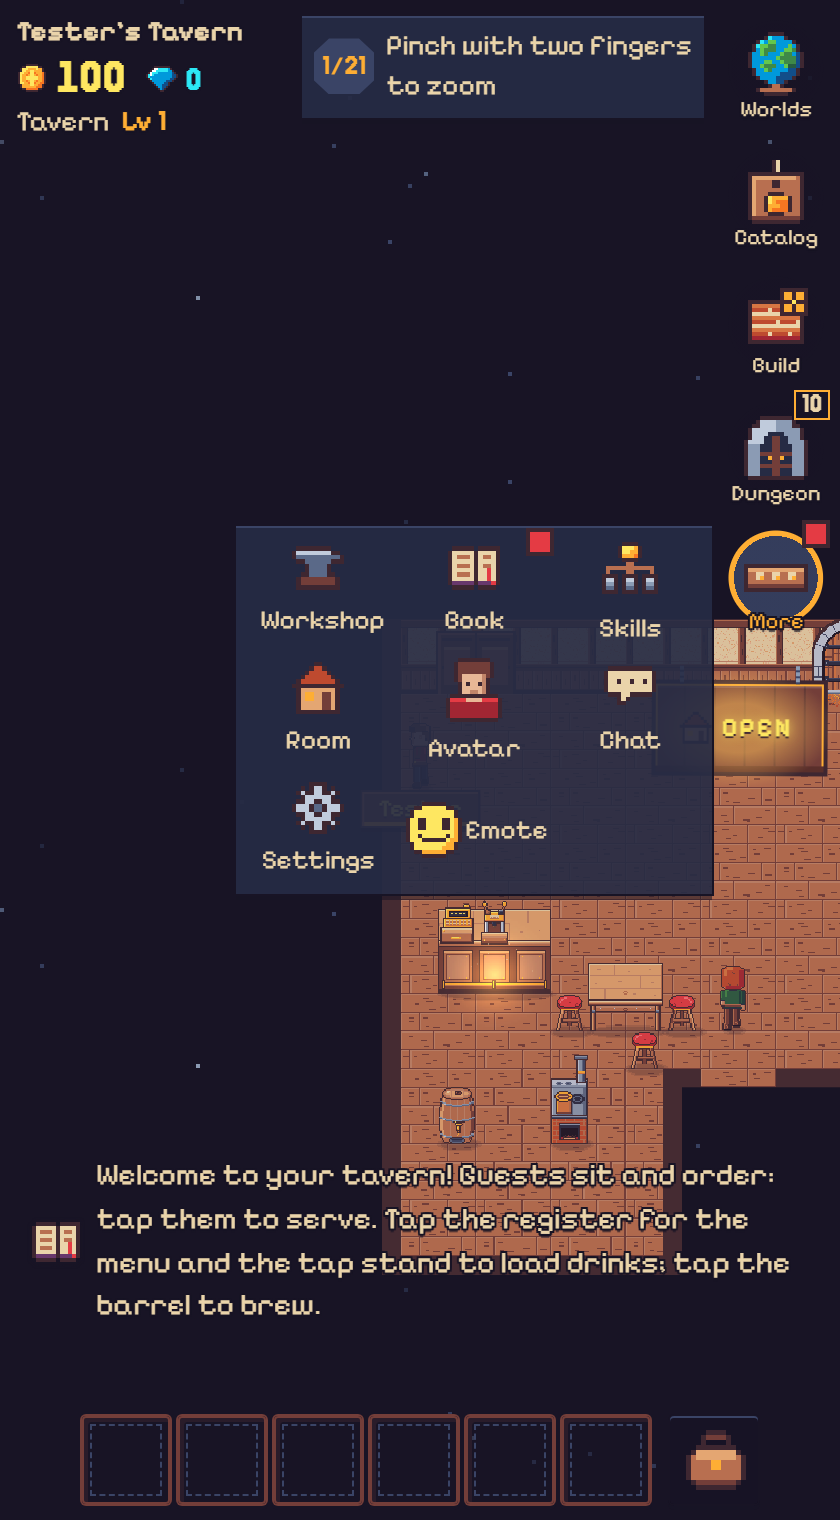 Tester's Tavern
100 0
Tavern Lv 1
1/21
Pinch with two fingers
to zoom
Worlds
Catalog
Build
10
Dungeon
More
Workshop Book Skills
Room Avatar Chat
OPEN
Settings Emote
Welcome to your tavern! Guests sit and order:
tap them to serve. Tap the register for the
menu and the tap stand to load drinks; tap the
barrel to brew.